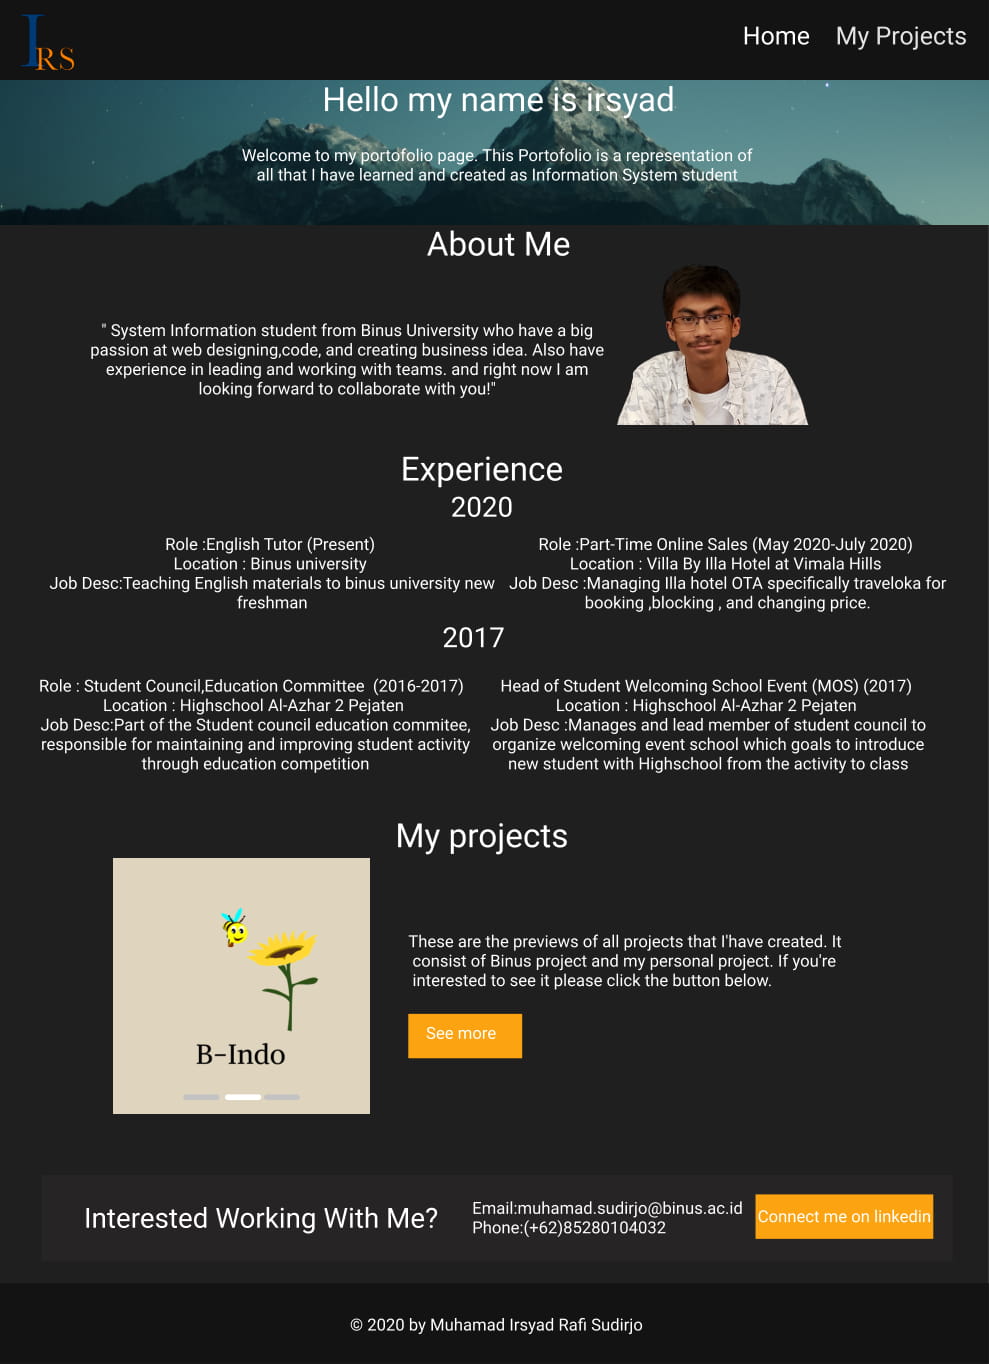 IRS
Home
My Projects
Hello my name is irsyad
Welcome to my portofolio page. This Portofolio is a representation of
all that I have learned and created as Information System student
About Me
" System Information student from Binus University who have a big
passion at web designing,code, and creating business idea. Also have
experience in leading and working with teams. and right now I am
looking forward to collaborate with you!"
Experience
2020
Role :English Tutor (Present)
Location : Binus university
Job Desc:Teaching English materials to binus university new
freshman
Role :Part-Time Online Sales (May 2020-July 2020)
Location : Villa By Illa Hotel at Vimala Hills
Job Desc :Managing Illa hotel OTA specifically traveloka for
booking ,blocking , and changing price.
2017
Role : Student Council,Education Committee  (2016-2017)
Location : Highschool Al-Azhar 2 Pejaten
Job Desc:Part of the Student council education commitee,
responsible for maintaining and improving student activity
through education competition
Head of Student Welcoming School Event (MOS) (2017)
Location : Highschool Al-Azhar 2 Pejaten
Job Desc :Manages and lead member of student council to
organize welcoming event school which goals to introduce
new student with Highschool from the activity to class
My projects
B-Indo
These are the previews of all projects that I'have created. It
consist of Binus project and my personal project. If you're
interested to see it please click the button below.
See more
Interested Working With Me?
Email:muhamad.sudirjo@binus.ac.id
Phone:(+62)85280104032
Connect me on linkedin
© 2020 by Muhamad Irsyad Rafi Sudirjo